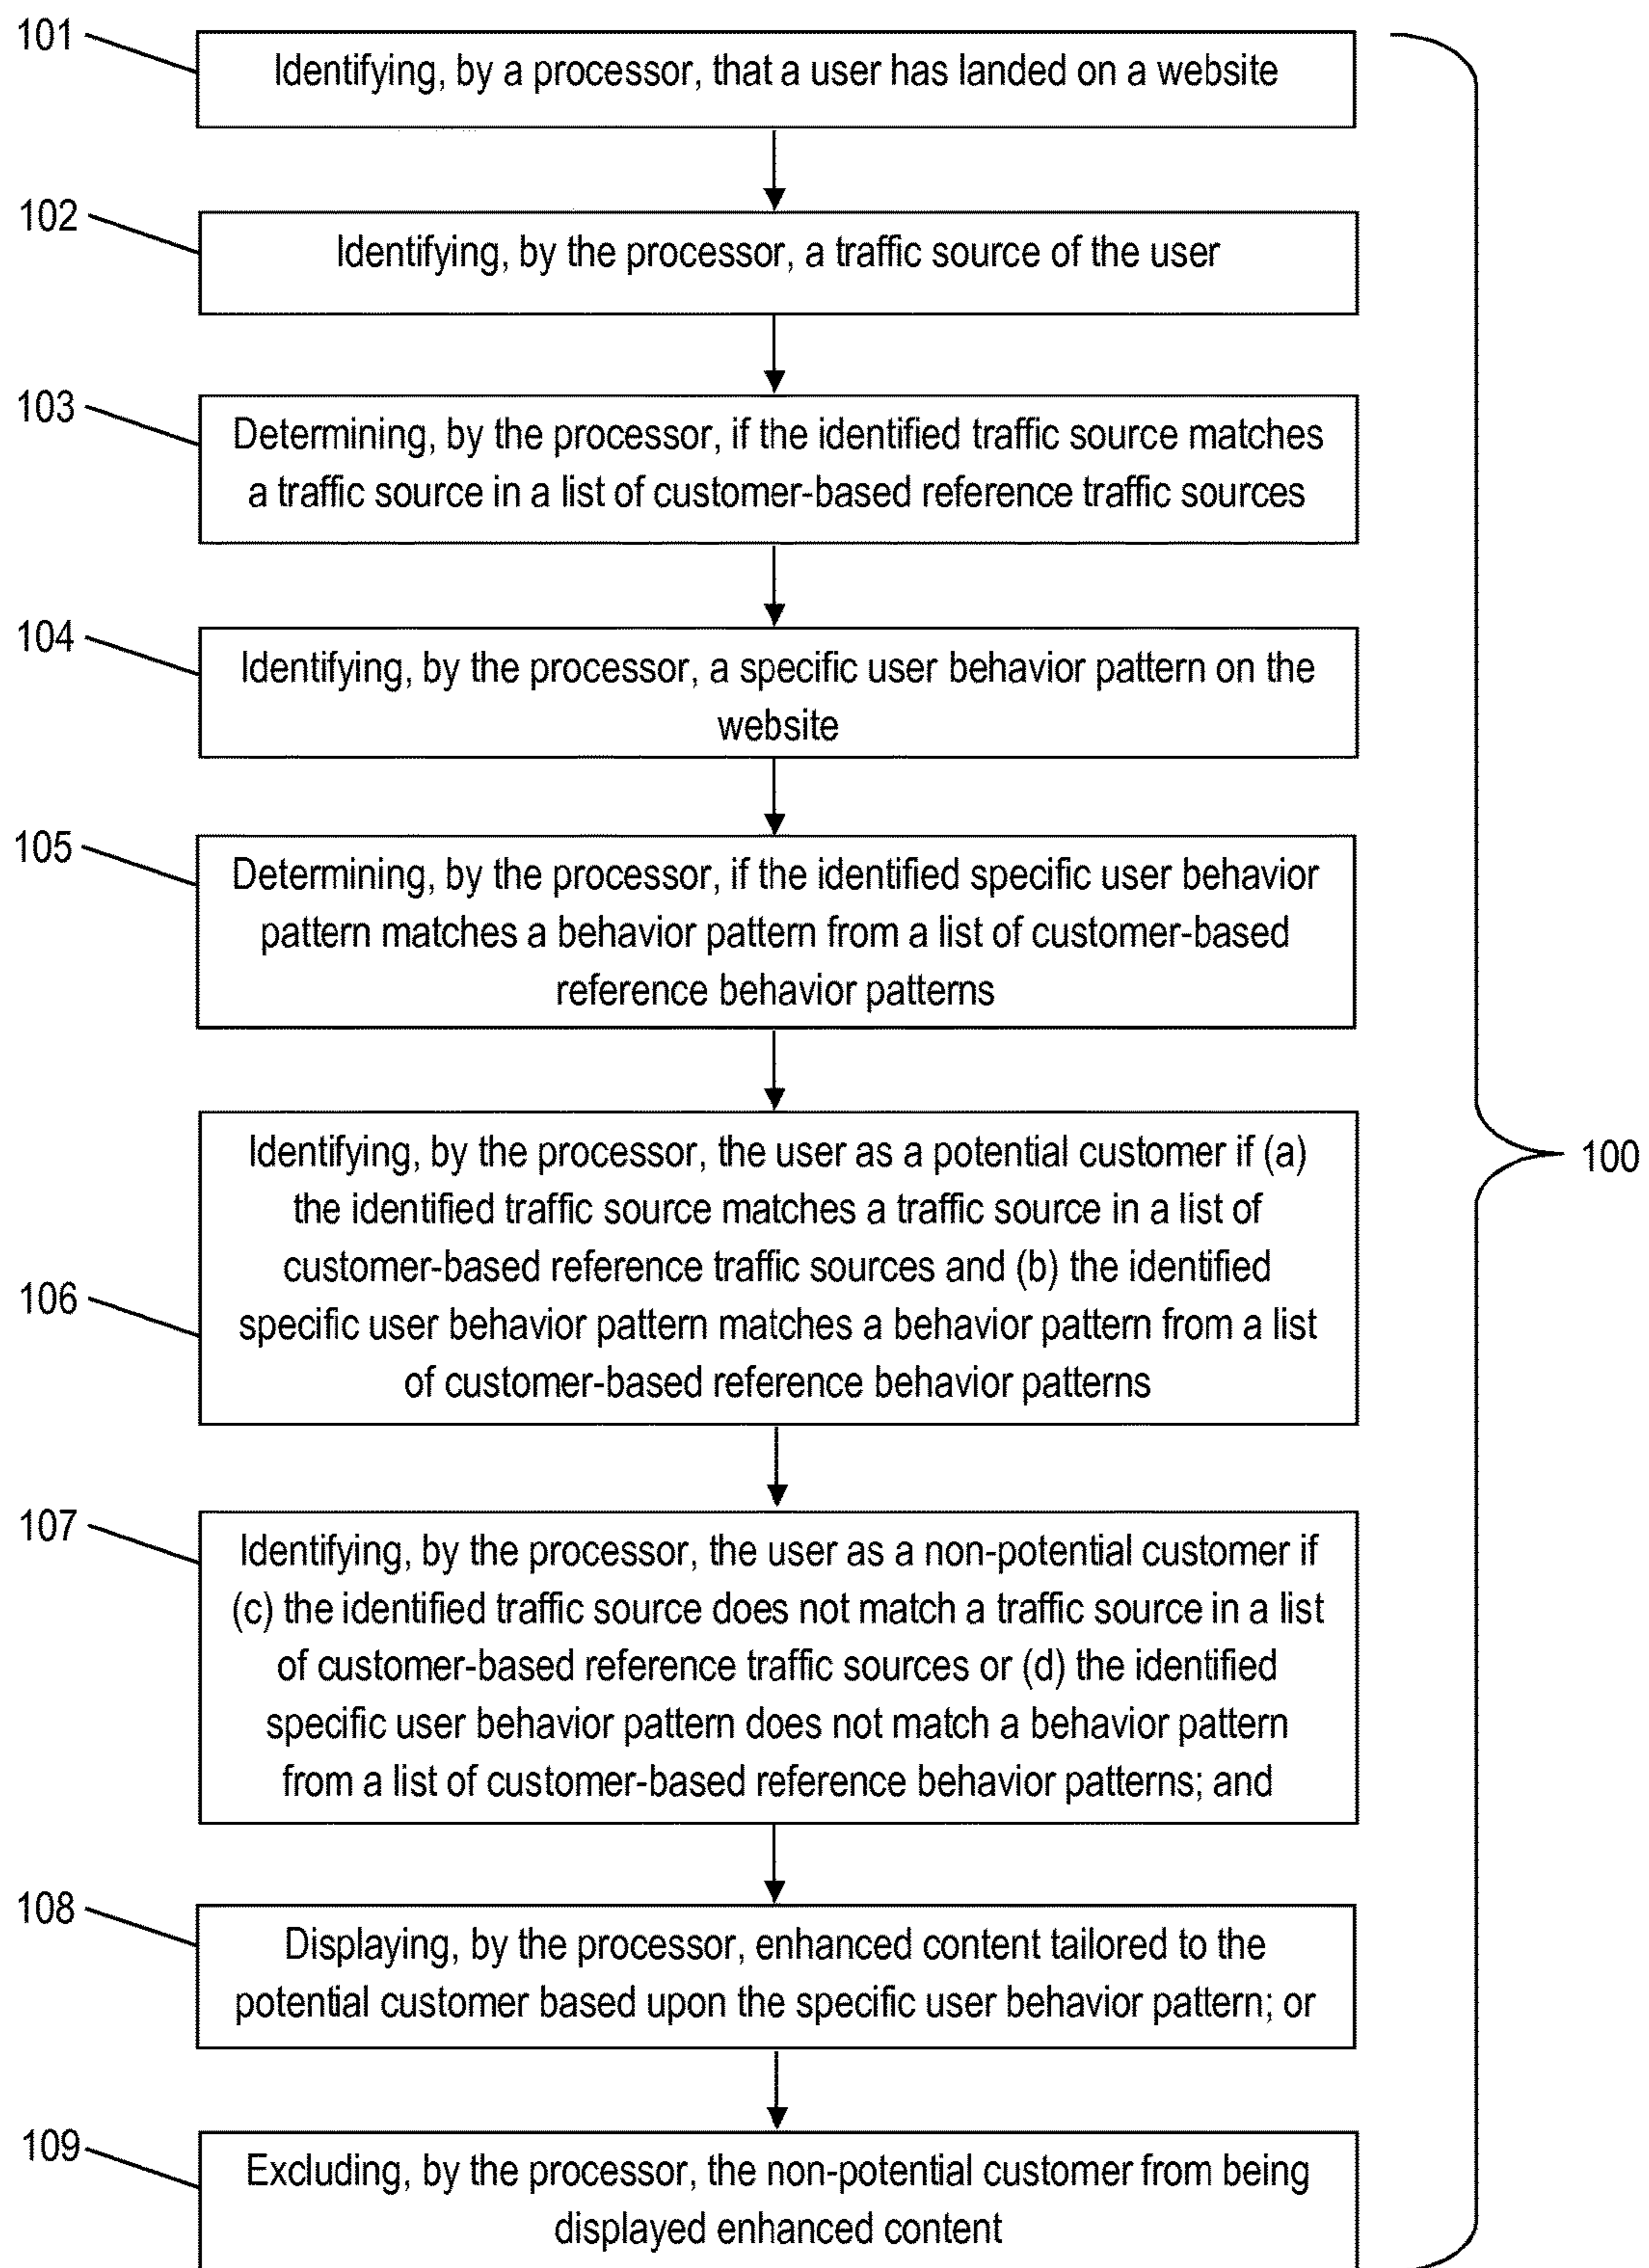 101
Identifying, by a processor, that a user has landed on a website
102
Identifying, by the processor, a traffic source of the user
103
Determining, by the processor, if the identified traffic source matches
a traffic source in a list of customer-based reference traffic sources
104
Identifying, by the processor, a specific user behavior pattern on the
website
105
Determining, by the processor, if the identified specific user behavior
pattern matches a behavior pattern from a list of customer-based
reference behavior patterns
106
Identifying, by the processor, the user as a potential customer if (a)
the identified traffic source matches a traffic source in a list of
customer-based reference traffic sources and (b) the identified
specific user behavior pattern matches a behavior pattern from a list
of customer-based reference behavior patterns
100
107
Identifying, by the processor, the user as a non-potential customer if
(c) the identified traffic source does not match a traffic source in a list
of customer-based reference traffic sources or (d) the identified
specific user behavior pattern does not match a behavior pattern
from a list of customer-based reference behavior patterns; and
108
Displaying, by the processor, enhanced content tailored to the
potential customer based upon the specific user behavior pattern; or
109
Excluding, by the processor, the non-potential customer from being
displayed enhanced content